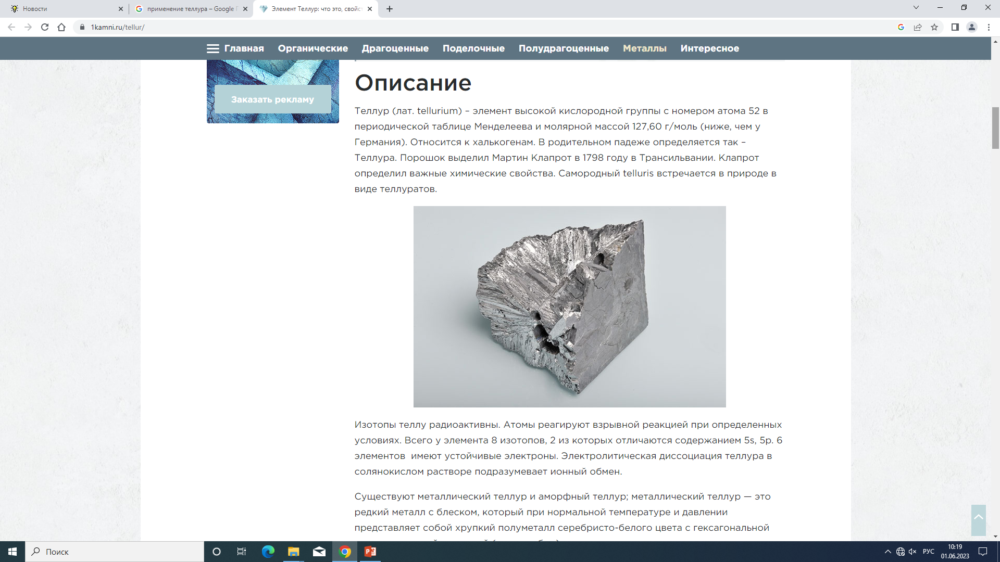 Новости
применение теллура – Google
Элемент Теллур: что это, свойст
1kamni.ru/tellur/
Главная Органические Драгоценные Поделочные Полудрагоценные Металлы Интересное
Заказать рекламу
Описание
Теллур (лат. tellurium) – элемент высокой кислородной группы с номером атома 52 в
периодической таблице Менделеева и молярной массой 127,60 г/моль (ниже, чем у
Германия). Относится к халькогенам. В родительном падеже определяется так –
Теллура. Порошок выделил Мартин Клапрот в 1798 году в Трансильвании. Клапрот
определил важные химические свойства. Самородный telluris встречается в природе в
виде теллуратов.
Изотопы теллу радиоактивны. Атомы реагируют взрывной реакцией при определенных
условиях. Всего у элемента 8 изотопов, 2 из которых отличаются содержанием 5s, 5p. 6
элементов  имеют устойчивые электроны. Электролитическая диссоциация теллура в
солянокислом растворе подразумевает ионный обмен.
Существуют металлический теллур и аморфный теллур; металлический теллур — это
редкий металл с блеском, который при нормальной температуре и давлении
представляет собой хрупкий полуметалл серебристо-белого цвета с гексагональной
Поиск
РУС
10:19
01.06.2023